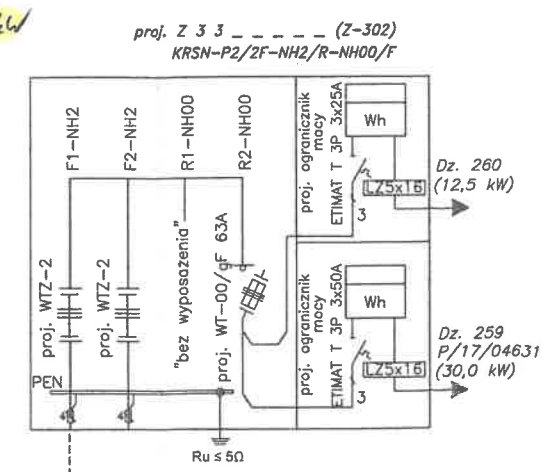 proj. Z 3 3 _ _ _ _ _ (Z-302)
KRSN-P2/2F-NH2/R-NH00/F
F1-NH2
F2-NH2
R1-NH00
R2-NH00
proj. WTZ-2
proj. WTZ-2
"bez wyposażenia"
proj. WT-00/gF 63A
PEN
Ru ≤ 5Ω
proj. ogranicznik
mocy
ETIMAT T 3P 3x25A
Wh
LZ5x16
3
Dz. 260
(12,5 kW)
proj. ogranicznik
mocy
ETIMAT T 3P 3x50A
Wh
LZ5x16
3
Dz. 259
P/17/04631
(30,0 kW)